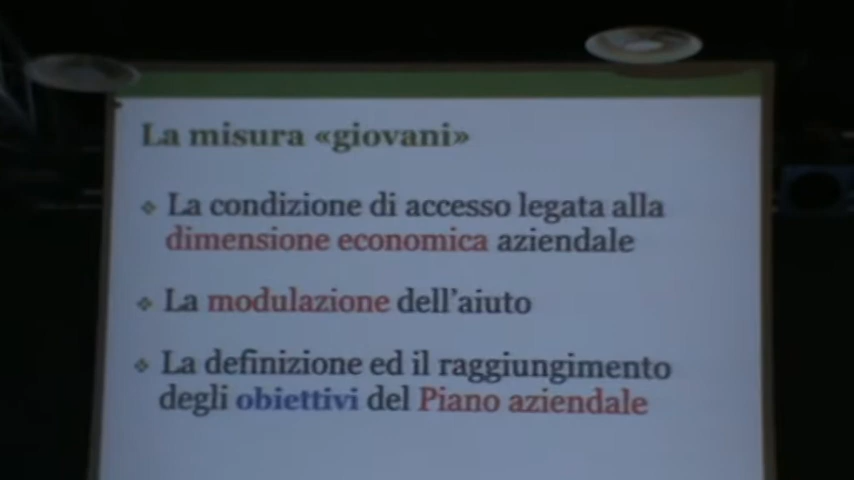 La misura «giovani»
La condizione di accesso legata alla
dimensione economica aziendale
La modulazione dell'aiuto
La definizione ed il raggiungimento
degli obiettivi del Piano aziendale